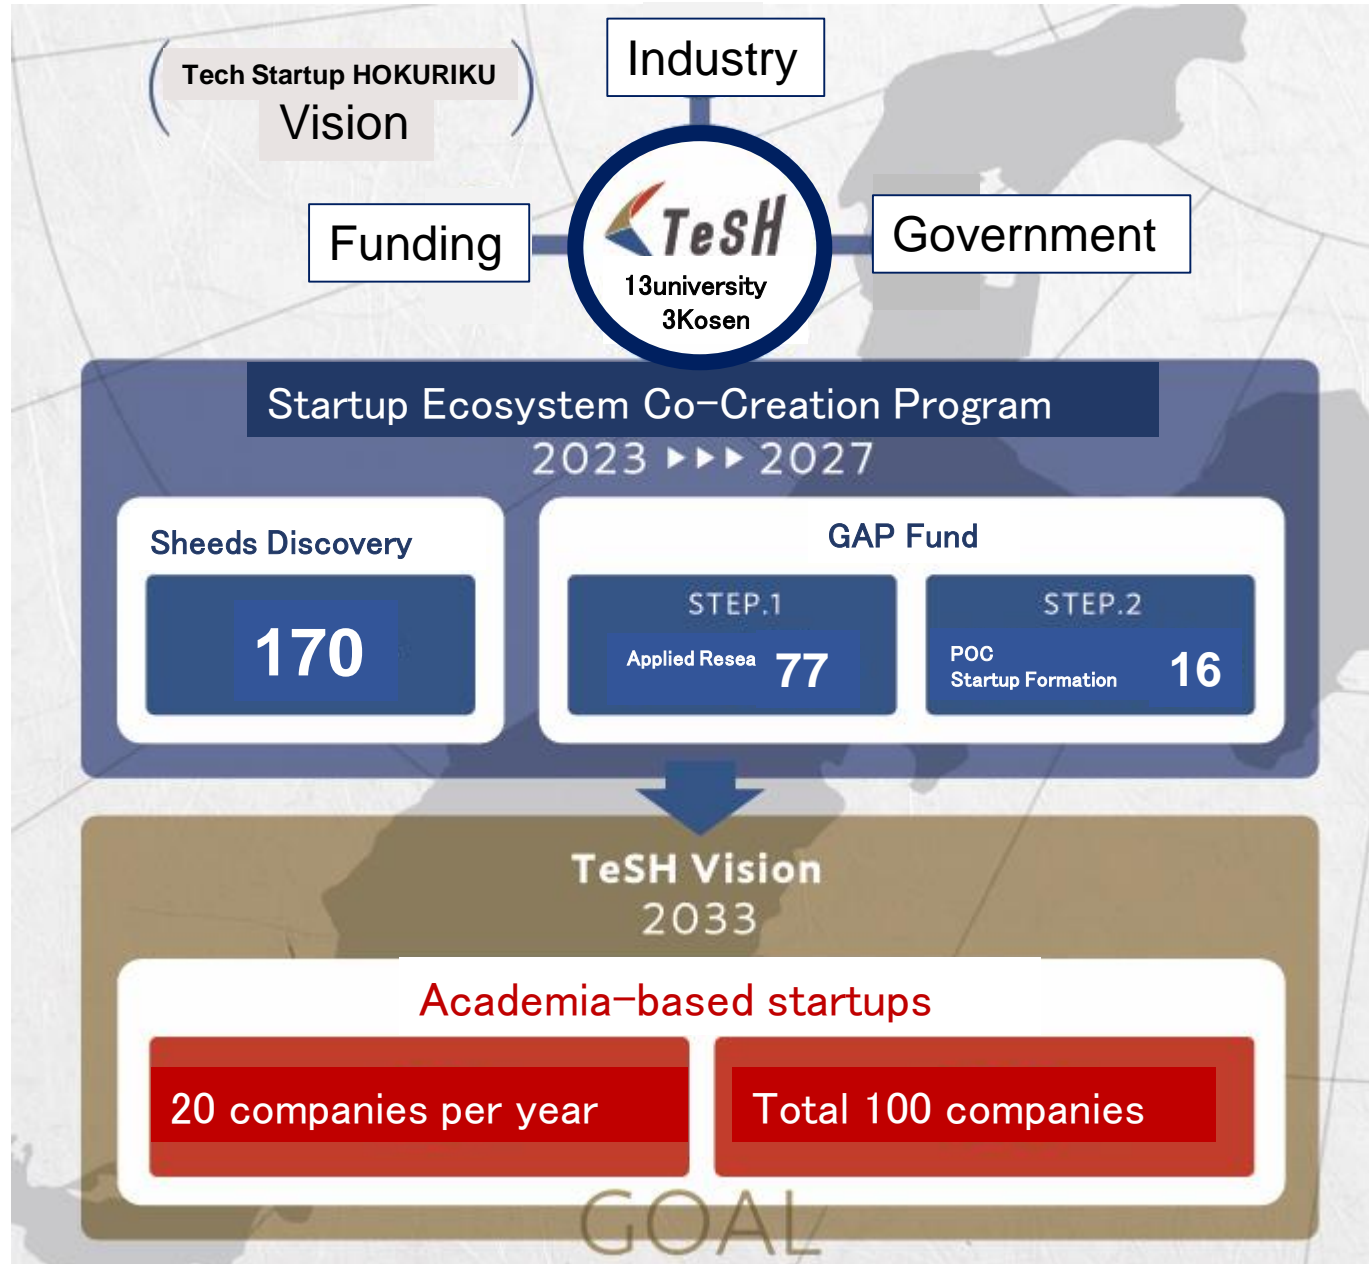 Tech Startup HOKURIKU
Vision
Industry
Funding
Government
TeSH
13university
3Kosen
Startup Ecosystem Co-Creation Program
2023 ▶▶▶ 2027
Sheeds Discovery
170
GAP Fund
STEP.1
Applied Resea 77
STEP.2
POC
Startup Formation
16
TeSH Vision
2033
Academia-based startups
20 companies per year
Total 100 companies
GOAL